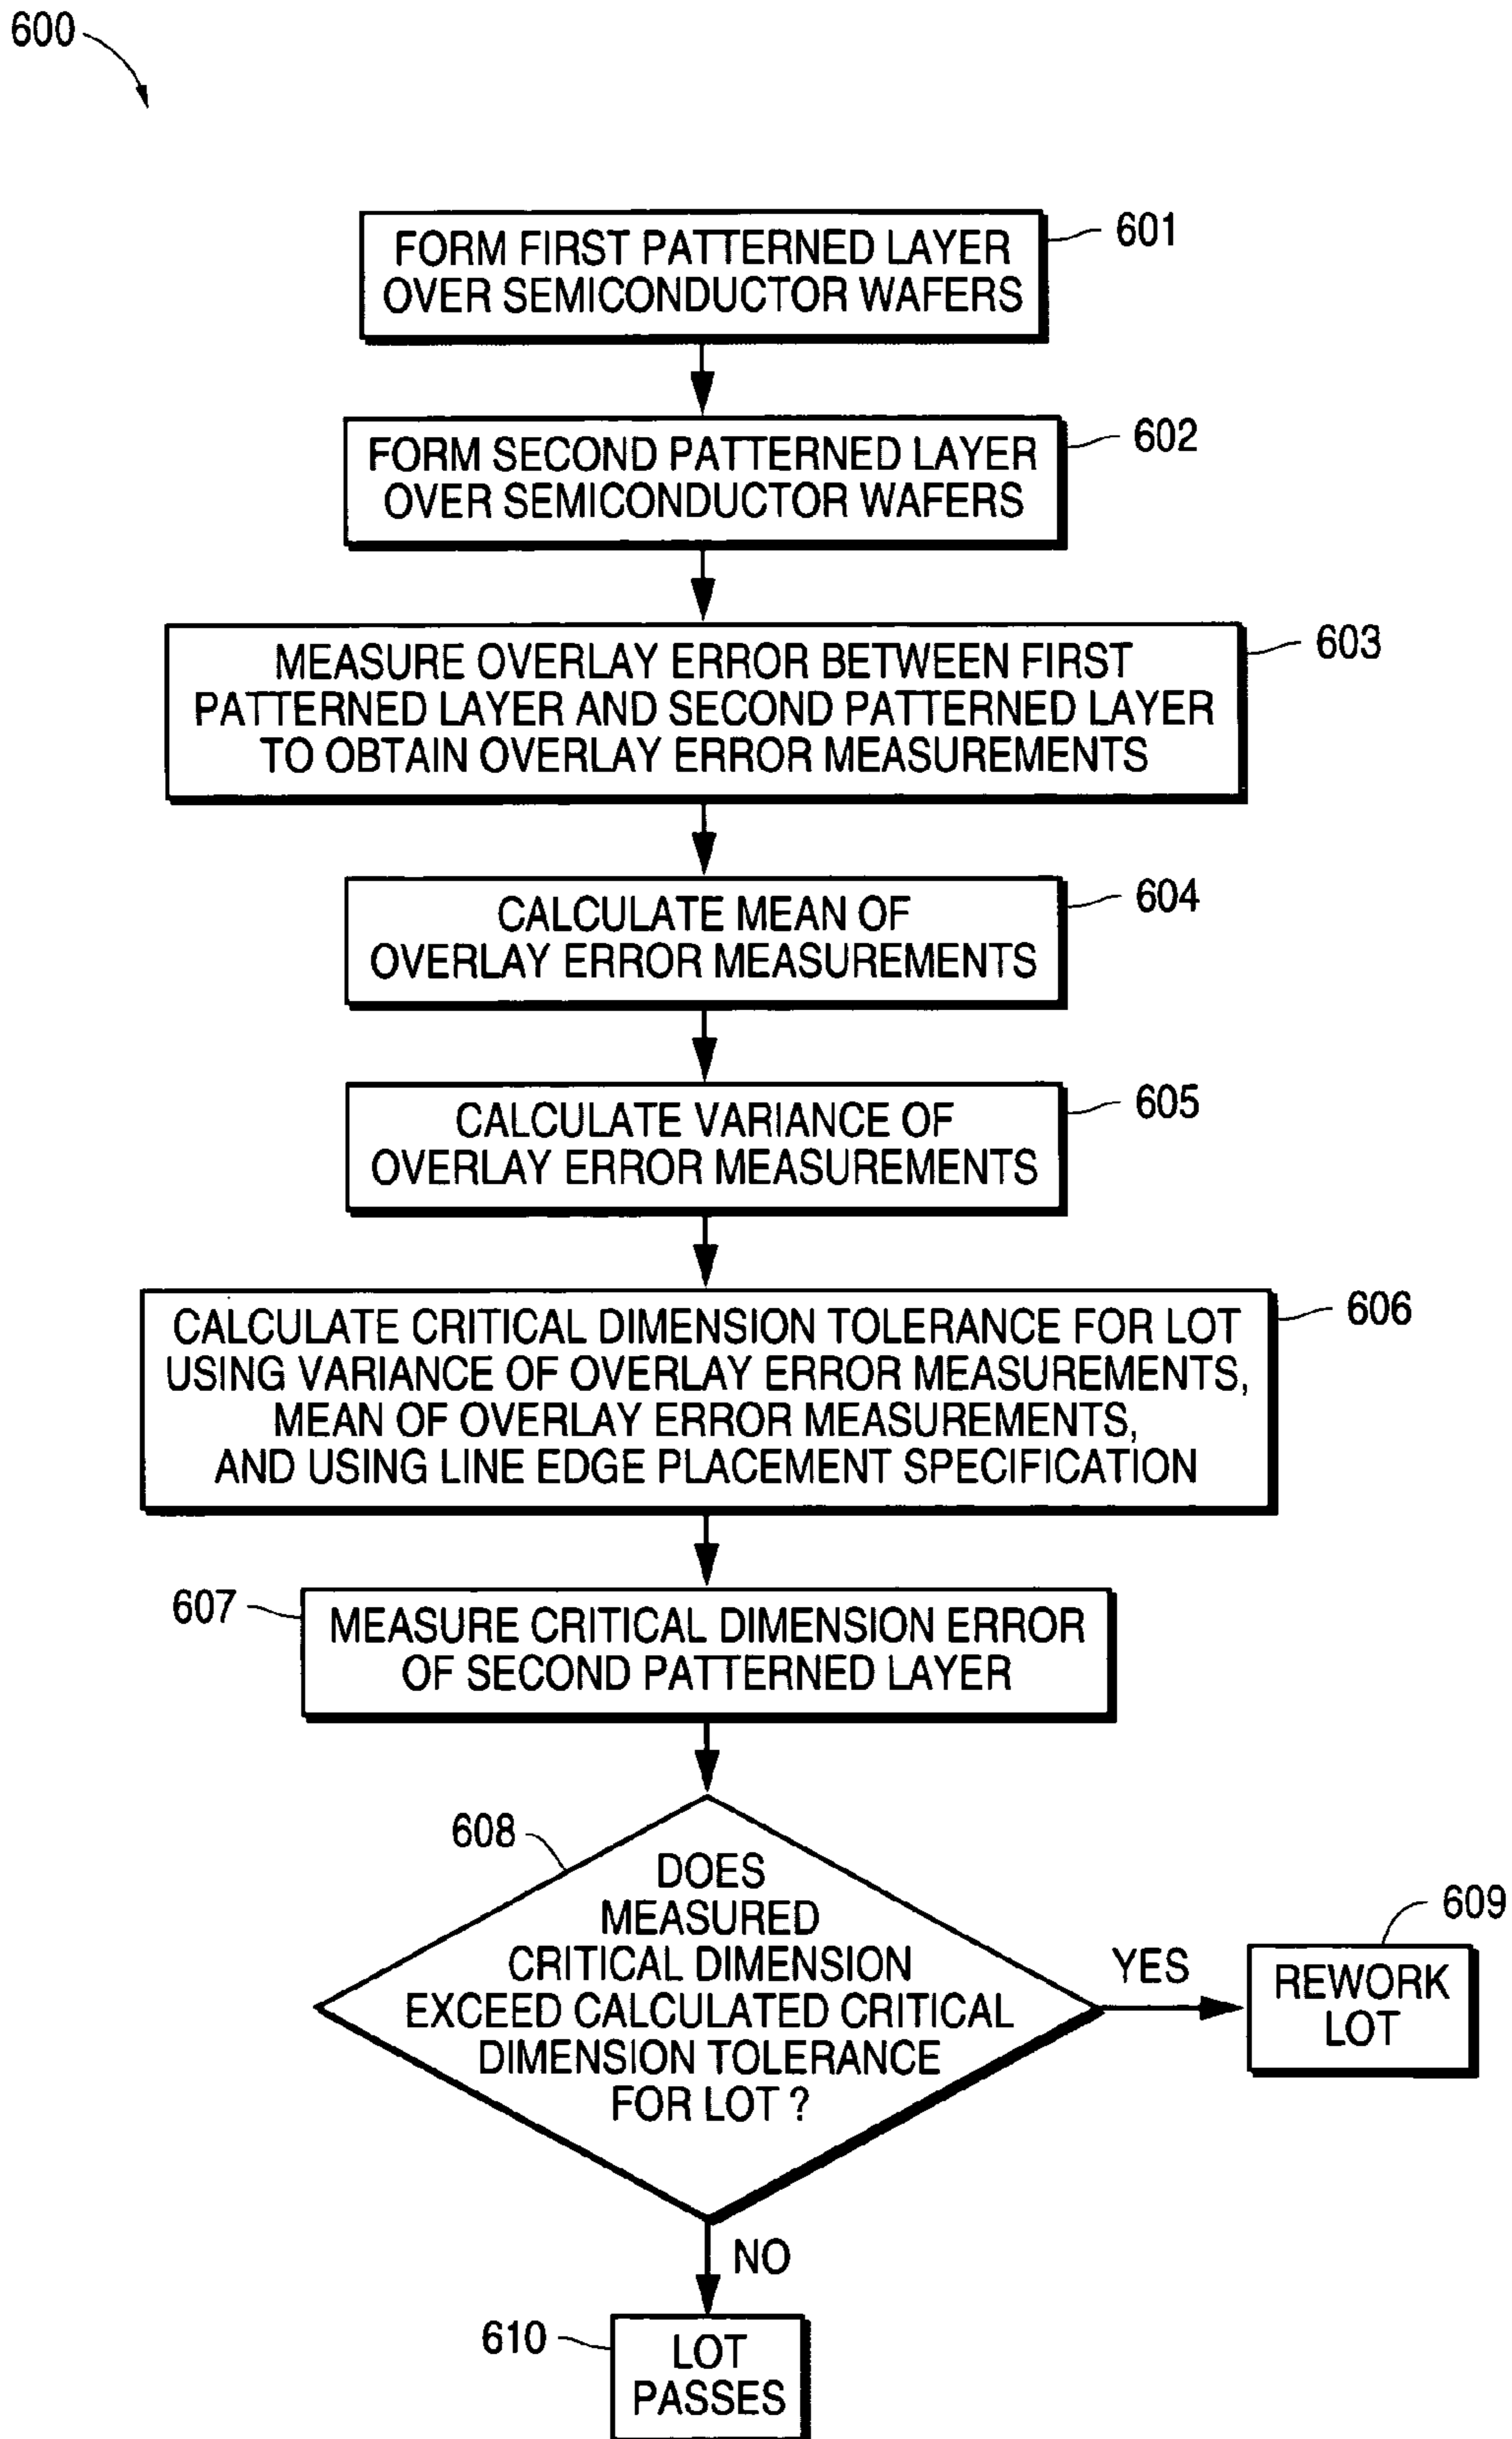 600
FORM FIRST PATTERNED LAYER
OVER SEMICONDUCTOR WAFERS
601
FORM SECOND PATTERNED LAYER
OVER SEMICONDUCTOR WAFERS
602
MEASURE OVERLAY ERROR BETWEEN FIRST
PATTERNED LAYER AND SECOND PATTERNED LAYER
TO OBTAIN OVERLAY ERROR MEASUREMENTS
603
CALCULATE MEAN OF
OVERLAY ERROR MEASUREMENTS
604
CALCULATE VARIANCE OF
OVERLAY ERROR MEASUREMENTS
605
CALCULATE CRITICAL DIMENSION TOLERANCE FOR LOT
USING VARIANCE OF OVERLAY ERROR MEASUREMENTS,
MEAN OF OVERLAY ERROR MEASUREMENTS,
AND USING LINE EDGE PLACEMENT SPECIFICATION
606
607
MEASURE CRITICAL DIMENSION ERROR
OF SECOND PATTERNED LAYER
608
DOES
MEASURED
CRITICAL DIMENSION
EXCEED CALCULATED CRITICAL
DIMENSION TOLERANCE
FOR LOT ?
YES
609
REWORK
LOT
NO
610
LOT
PASSES